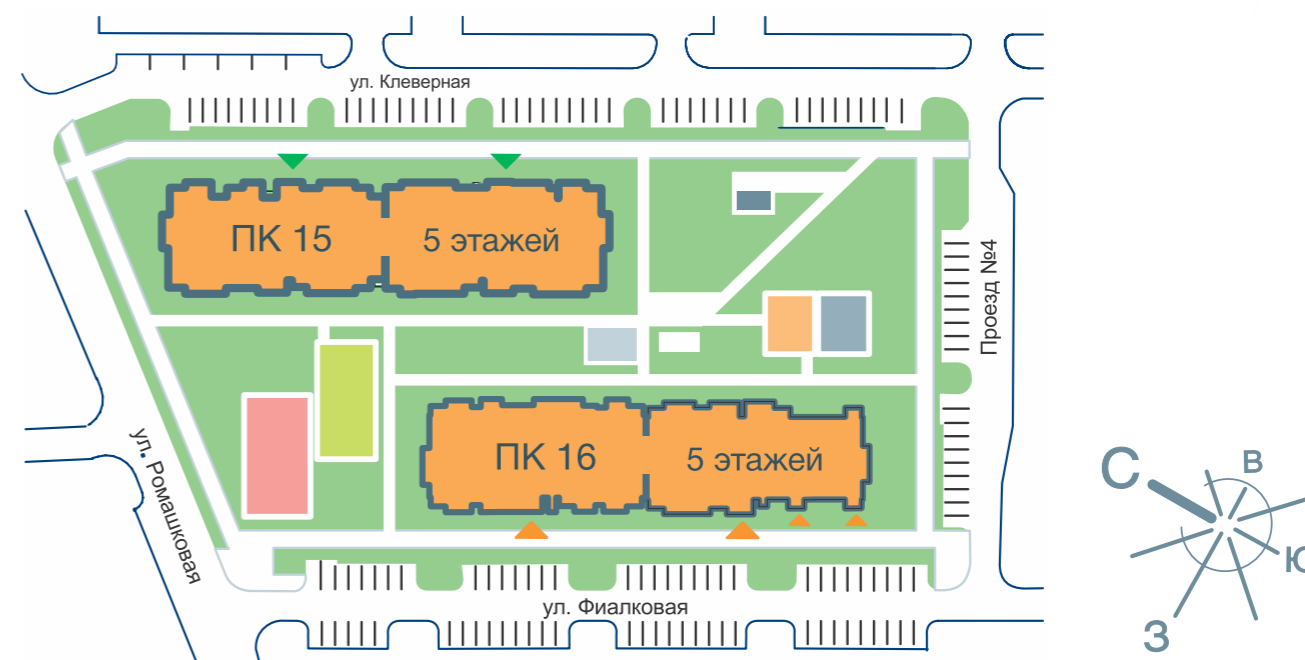 ул. Клеверная
ПК 15
5 этажей
Проезд №4
ПК 16
5 этажей
ул. Ромашковая
ул. Фиалковая
С
В
Ю
З